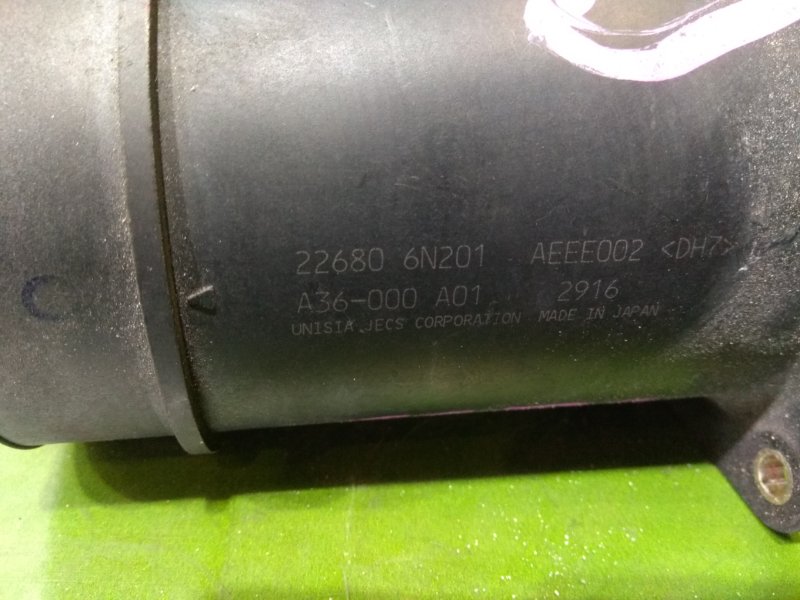 22680 6N201 AEEE002 <DH7>
A36-000 A01 2916
UNISIA JECS CORPORATION MADE IN JAPAN